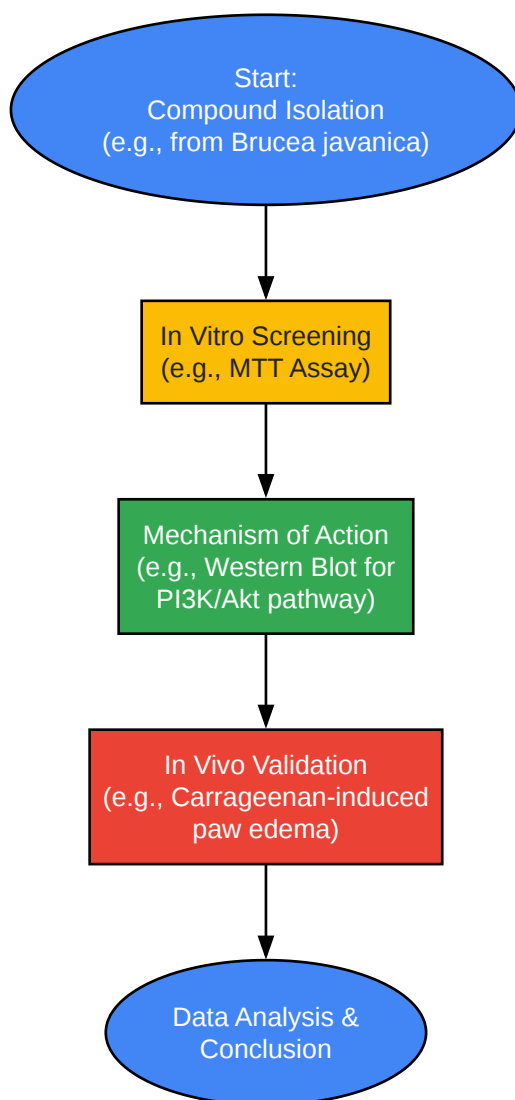 Start:
Compound Isolation
(e.g., from Brucea javanica)
In Vitro Screening
(e.g., MTT Assay)
Mechanism of Action
(e.g., Western Blot for
PI3K/Akt pathway)
In Vivo Validation
(e.g., Carrageenan-induced
paw edema)
Data Analysis &
Conclusion